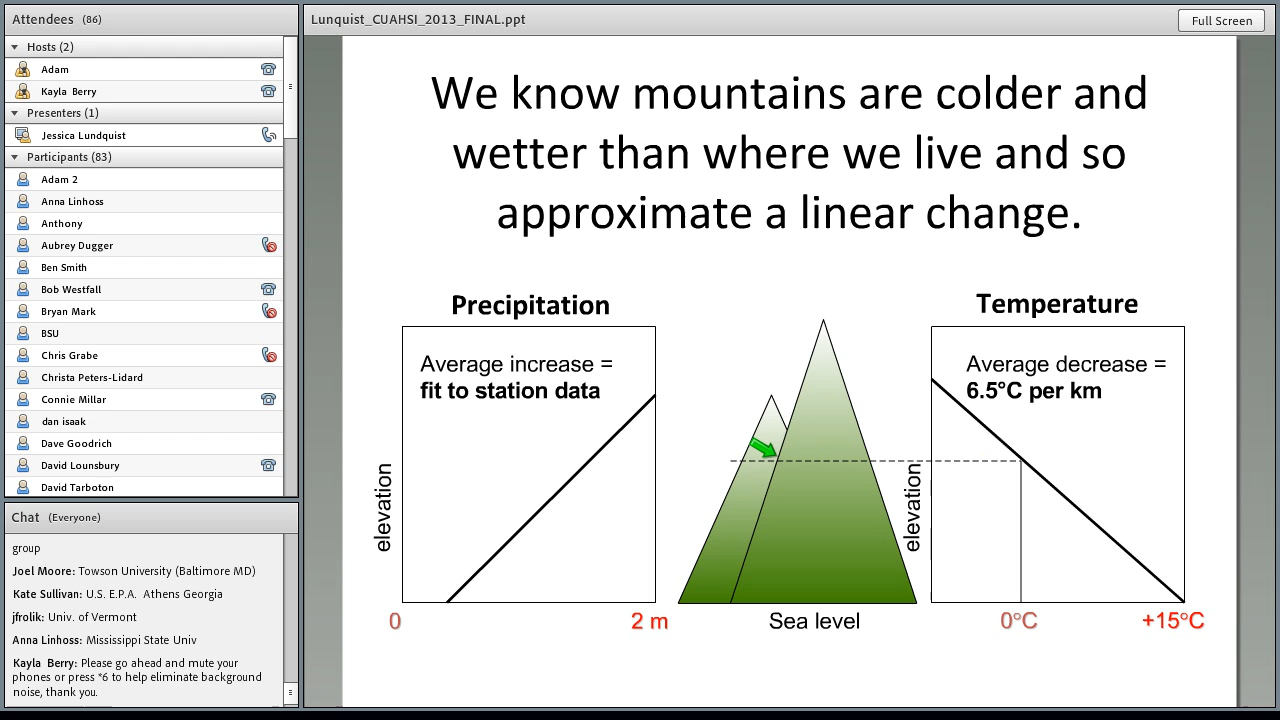 Attendees (86)
Hosts (2)
Adam
Kayla Berry
Presenters (1)
Jessica Lundquist
Participants (83)
Adam 2
Anna Linhoss
Anthony
Aubrey Dugger
Ben Smith
Bob Westfall
Bryan Mark
BSU
Chris Grabe
Christa Peters-Lidard
Connie Millar
dan isaak
Dave Goodrich
David Lounsbury
David Tarboton
Chat (Everyone)
group
Joel Moore: Towson University (Baltimore MD)
Kate Sullivan: U.S. E.P.A. Athens Georgia
jfrolik: Univ. of Vermont
Anna Linhoss: Mississippi State Univ
Kayla Berry: Please go ahead and mute your
phones or press *6 to help eliminate background
noise, thank you.
Lunquist_CUAHSI_2013_FINAL.ppt
Full Screen
We know mountains are colder and
wetter than where we live and so
approximate a linear change.
Precipitation
Average increase =
fit to station data
elevation
0
2 m
Sea level
Temperature
Average decrease =
6.5°C per km
elevation
0°C
+15°C